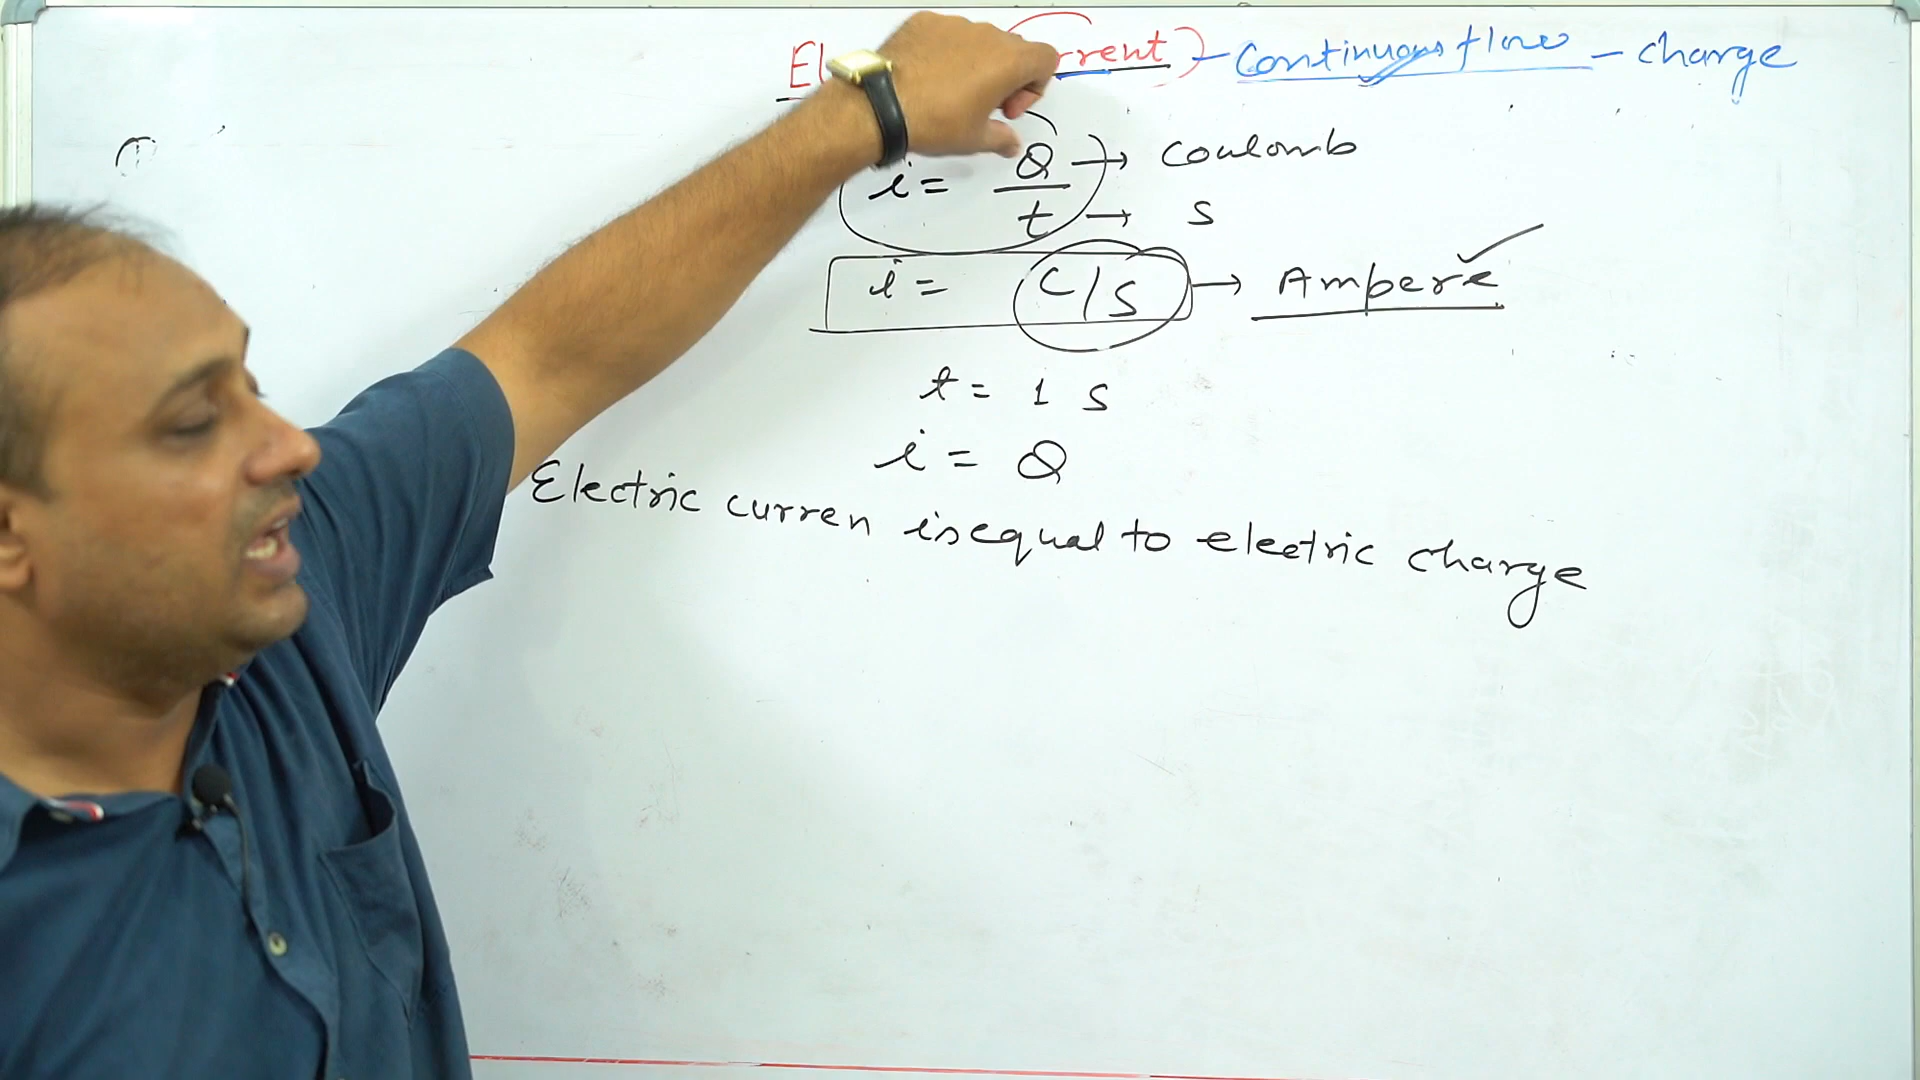 El rrent) - Continuous flow - charge
i = Q/t → coulomb
→ s
i = C/S → Ampere
t = 1 s
i = Q
Electric curren is equal to electric charge